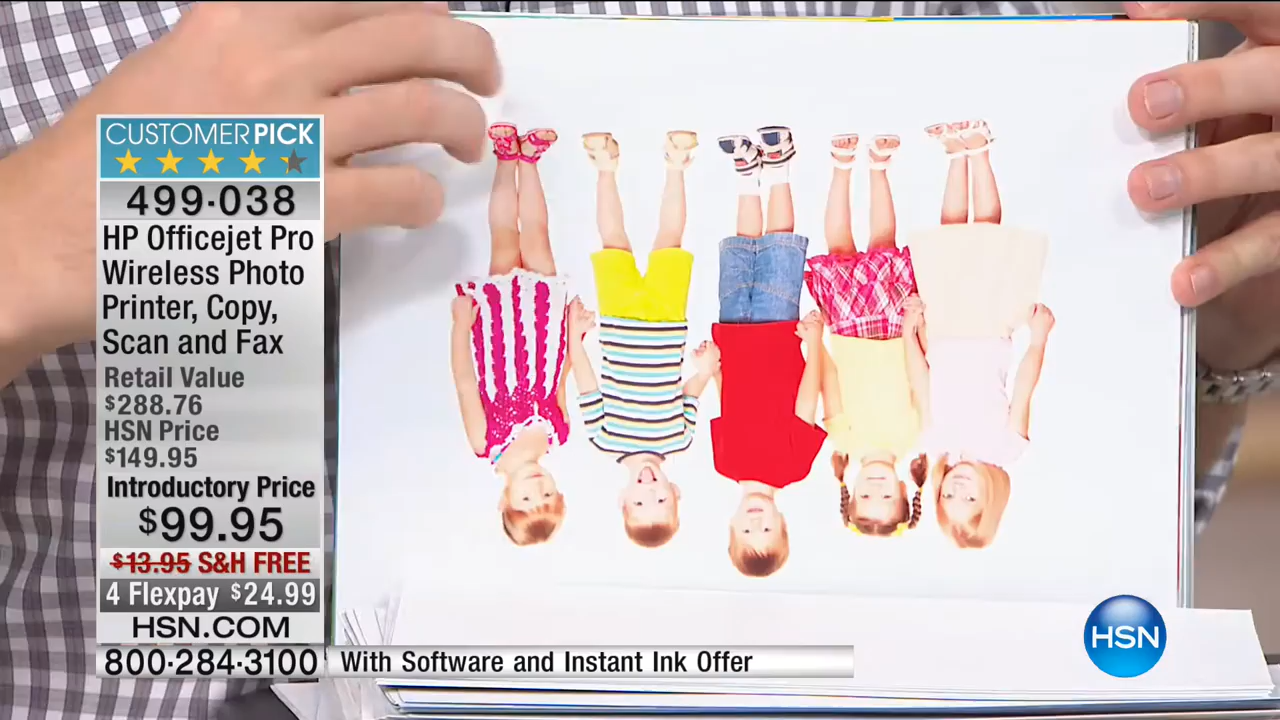 CUSTOMER PICK
499·038
HP Officejet Pro
Wireless Photo
Printer, Copy,
Scan and Fax
Retail Value
$288.76
HSN Price
$149.95
Introductory Price
$99.95
$13.95 S&H FREE
4 Flexpay $24.99
HSN.COM
800·284·3100
With Software and Instant Ink Offer
HSN